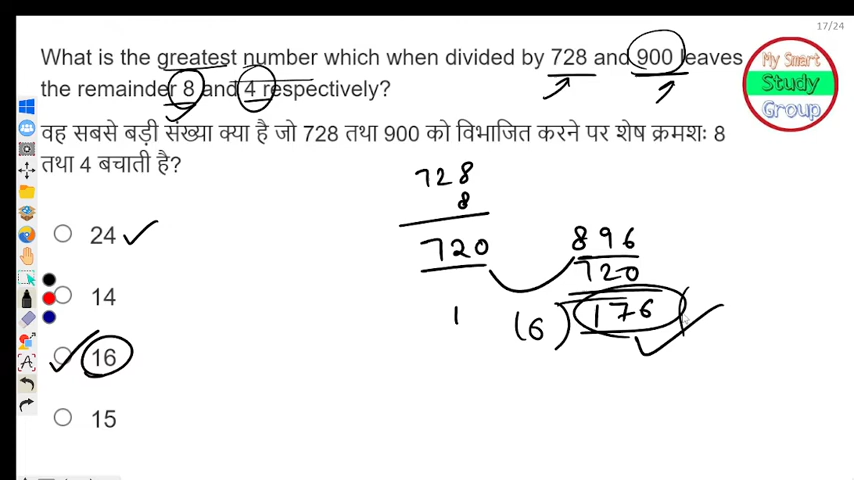 17/24
What is the greatest number which when divided by 728 and 900 leaves
the remainder 8 and 4 respectively?
वह सबसे बड़ी संख्या क्या है जो 728 तथा 900 को विभाजित करने पर शेष क्रमशः 8
तथा 4 बचाती है?
My Smart
Study
Group
24
14
16
15
728
8
720
1
896
720
16) 176